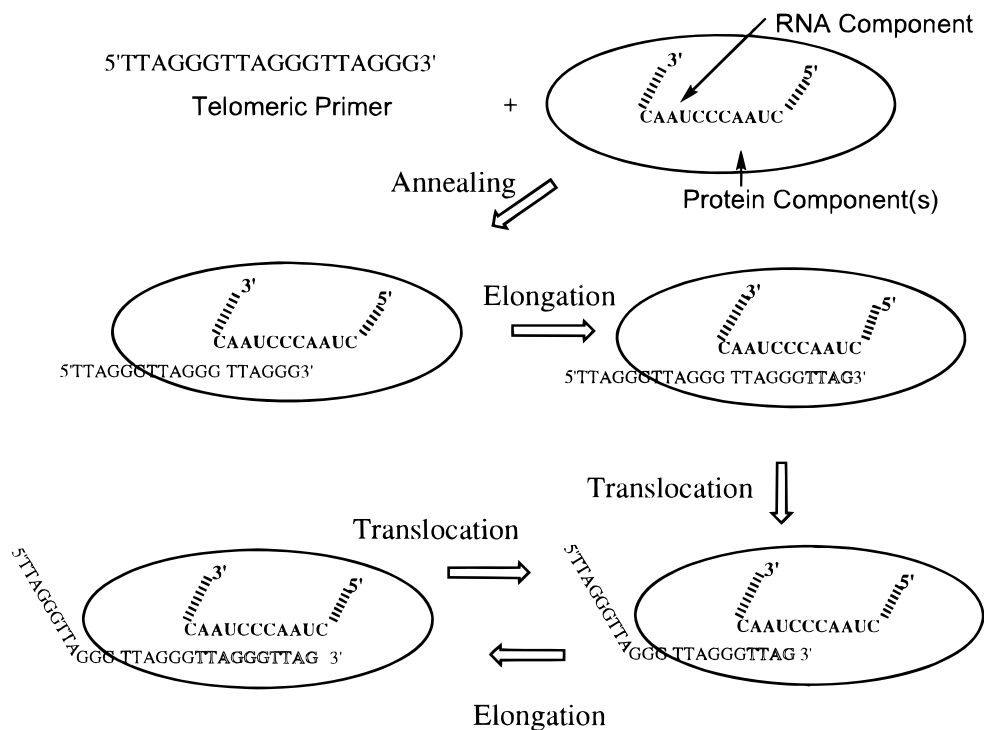 RNA Component
5'TTAGGGTTAGGGTTAGGG3'
Telomeric Primer
+
3'
5'
CAAUCCCAAUC
Protein Component(s)
Annealing
3'
5'
CAAUCCCAAUC
5'TTAGGGTTAGGG TTAGGG3'
Elongation
3'
5'
CAAUCCCAAUC
5'TTAGGGTTAGGG TTAGGGTTAG3'
Translocation
Translocation
5'TTAGGGTTA
3'
5'
CAAUCCCAAUC
GGG TTAGGGTTAGGGTTAG 3'
5'TTAGGGTTA
3'
5'
CAAUCCCAAUC
GGG TTAGGGTTAG 3'
Elongation